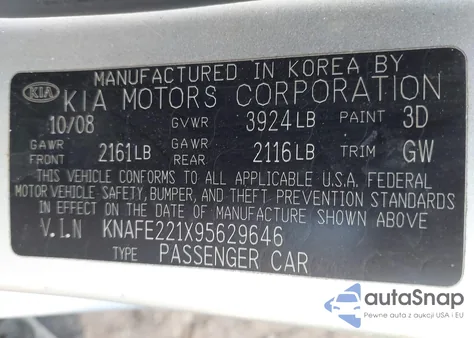 MANUFACTURED IN KOREA BY
KIA KIA MOTORS CORPORATION
10/08 GVWR 3924LB PAINT 3D
GAWR FRONT 2161LB GAWR REAR 2116LB TRIM GW
THIS VEHICLE CONFORMS TO ALL APPLICABLE U.S.A. FEDERAL
MOTOR VEHICLE SAFETY, BUMPER, AND THEFT PREVENTION STANDARDS
IN EFFECT ON THE DATE OF MANUFACTURE SHOWN ABOVE
V.I.N KNAFE221X95629646
TYPE PASSENGER CAR
autoSnap
Pewne auta z aukcji USA i EU